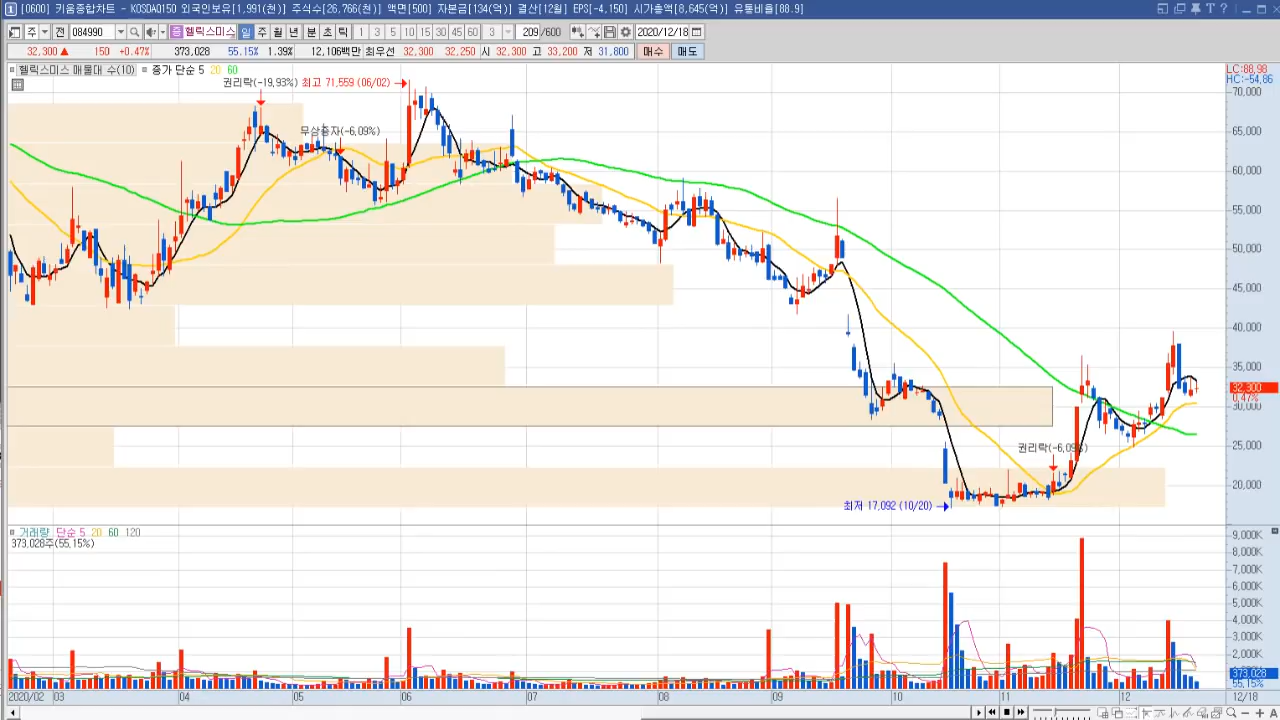 [0600] 키움종합차트 - KOSDAQ150 외국인보유[1,991(천)] 주식수[26,766(천)] 액면[500] 자본금[134(억)] 결산[12월] EPS[-4,150] 시가총액[8,645(억)] 유통비율[88.9]
주 전 084990 헬릭스미스 일 주 월 년 분 초 틱 1 3 5 10 15 30 45 60 3 209 /600 2020/12/18
32,300 ▲ 150 +0.47% 373,028 55.15% 1.39% 12,106백만 최우선 32,300 32,250 시 32,300 고 33,200 저 31,800 매수 매도
헬릭스미스 매물대 수(10) 종가 단순 5 20 60
LC:88.98
HC:-54.86
권리락(-19.93%) 최고 71,559 (06/02)
70,000
무상증자(-6.09%)
65,000
60,000
55,000
50,000
45,000
40,000
35,000
32,300
0.47%
30,000
25,000
권리락(-6.09%)
20,000
최저 17,092 (10/20)
거래량 단순 5 20 60 120
373,028주(55.15%)
9,000K
8,000K
7,000K
6,000K
5,000K
4,000K
3,000K
2,000K
373,028
55.15%
2020/02 03 04 05 06 07 08 09 10 11 12 12/18